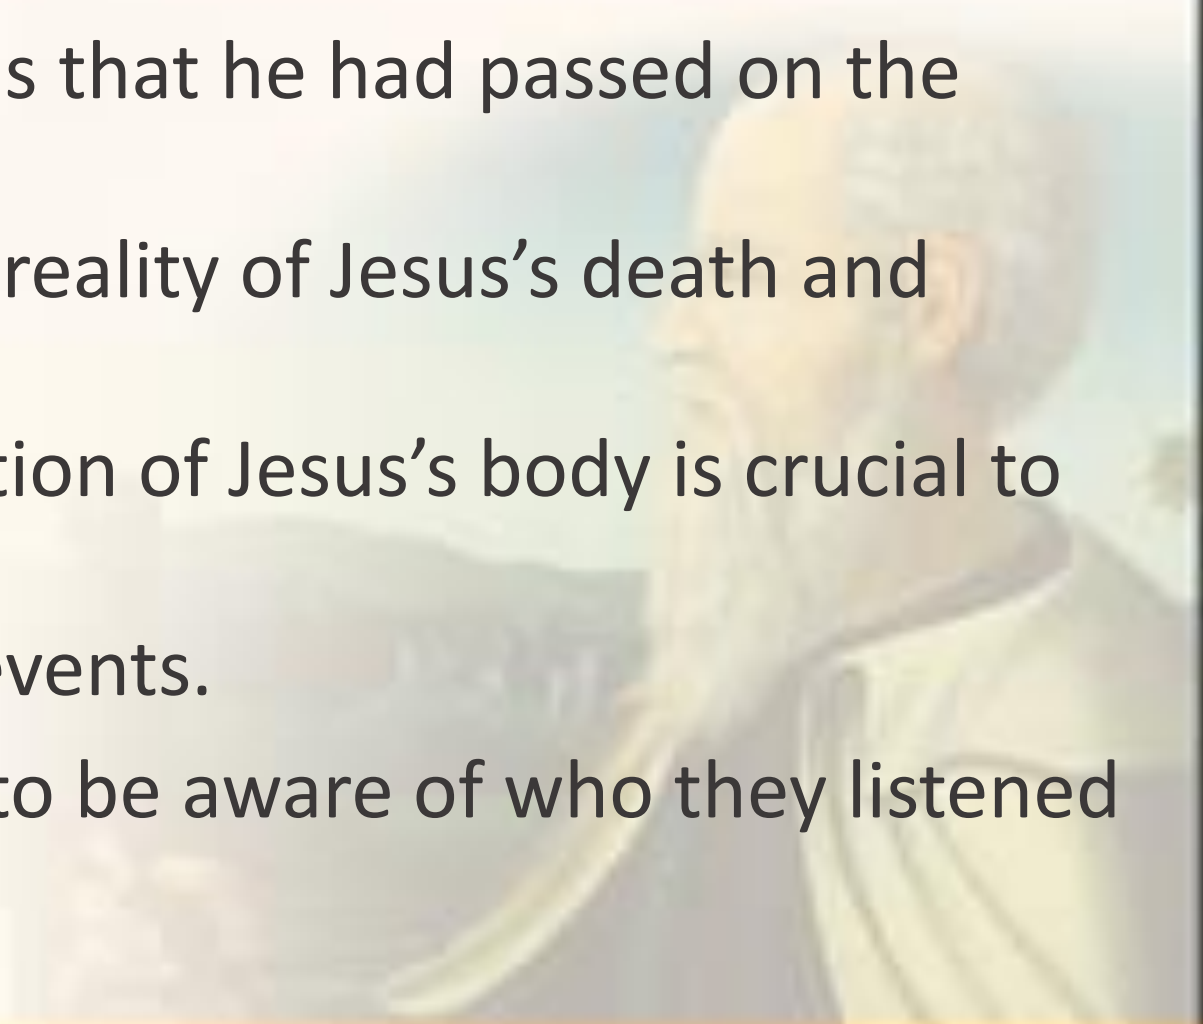 s that he had passed on the
reality of Jesus’s death and
tion of Jesus’s body is crucial to
events.
to be aware of who they listened